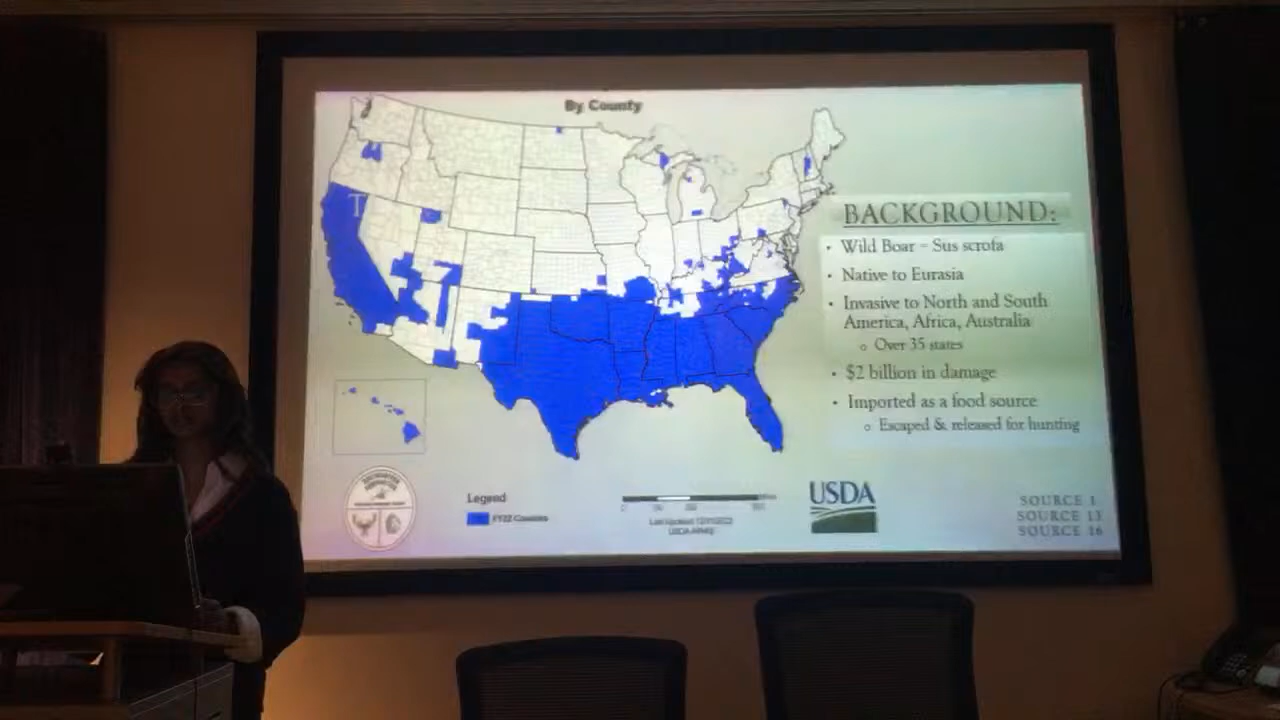 By County
T
BACKGROUND:
• Wild Boar – Sus scrofa
• Native to Eurasia
• Invasive to North and South
America, Africa, Australia
o Over 35 states
• $2 billion in damage
• Imported as a food source
o Escaped & released for hunting
Legend
FY22 Counties
USDA
SOURCE 1
SOURCE 13
SOURCE 16